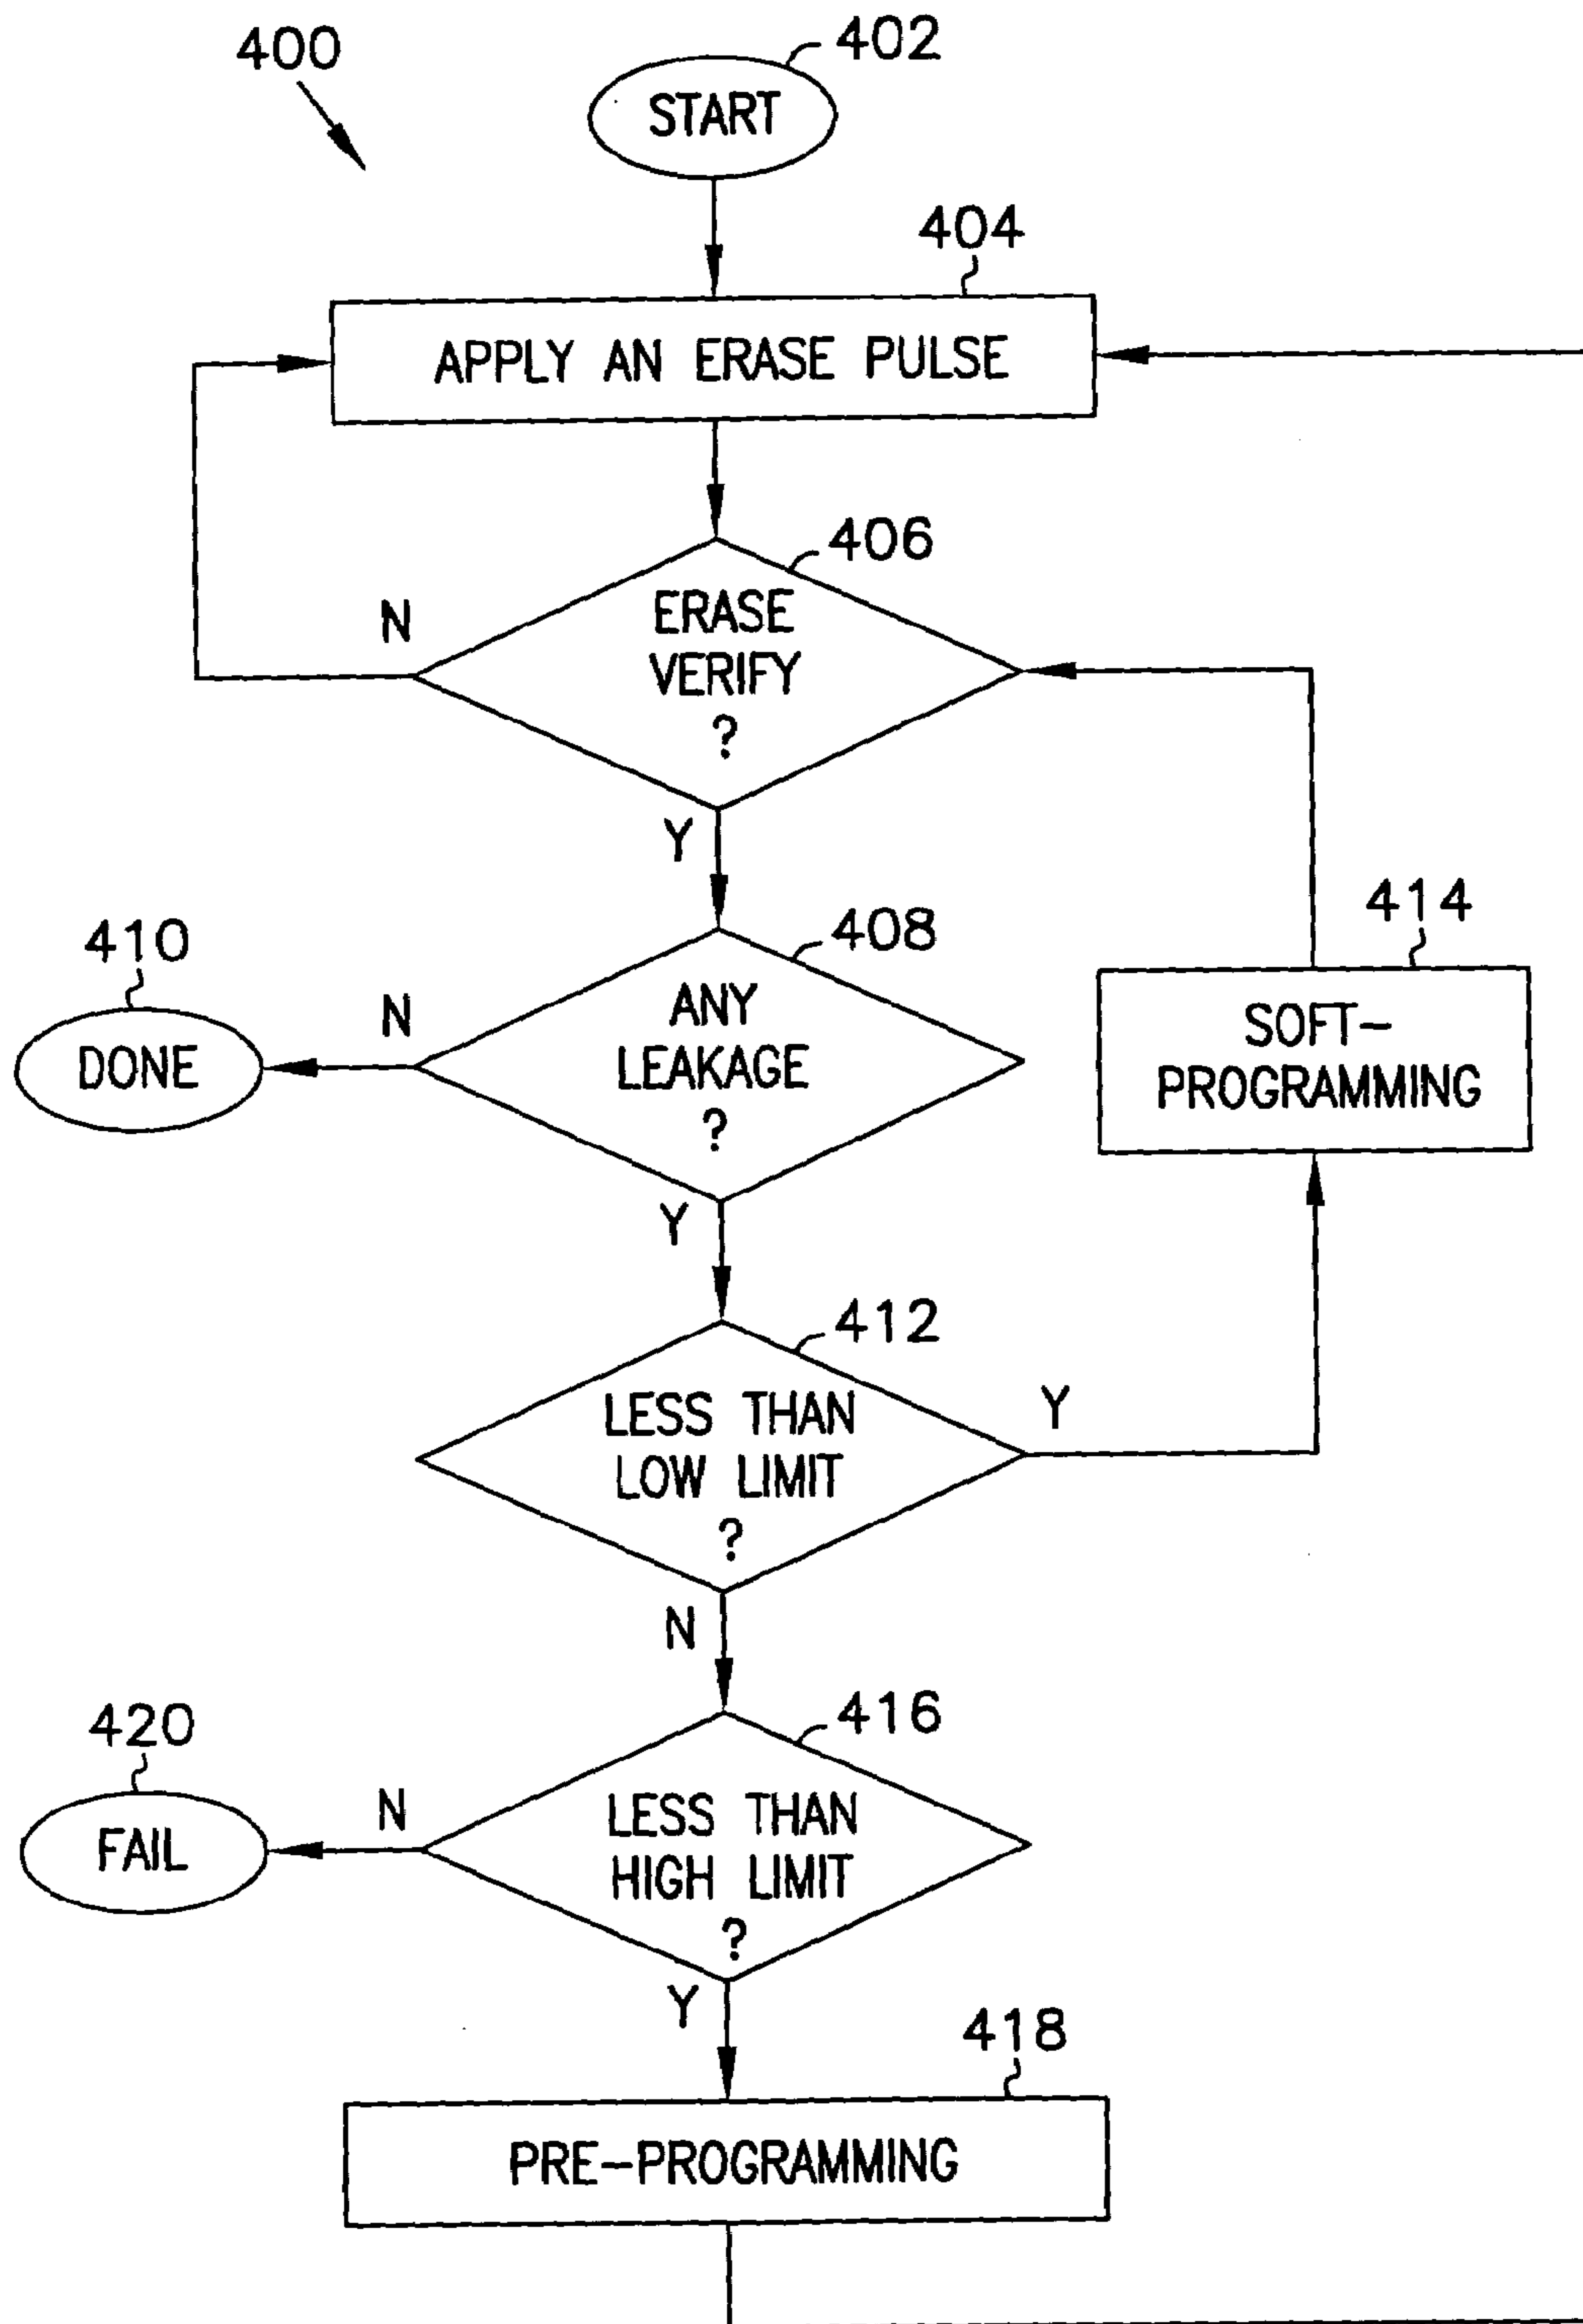 400
402
START
404
APPLY AN ERASE PULSE
406
N
ERASE
VERIFY
?
Y
408
410
414
N
ANY
LEAKAGE
?
DONE
SOFT-
PROGRAMMING
Y
412
LESS THAN
LOW LIMIT
?
Y
N
416
420
N
LESS THAN
HIGH LIMIT
?
FAIL
Y
418
PRE-PROGRAMMING